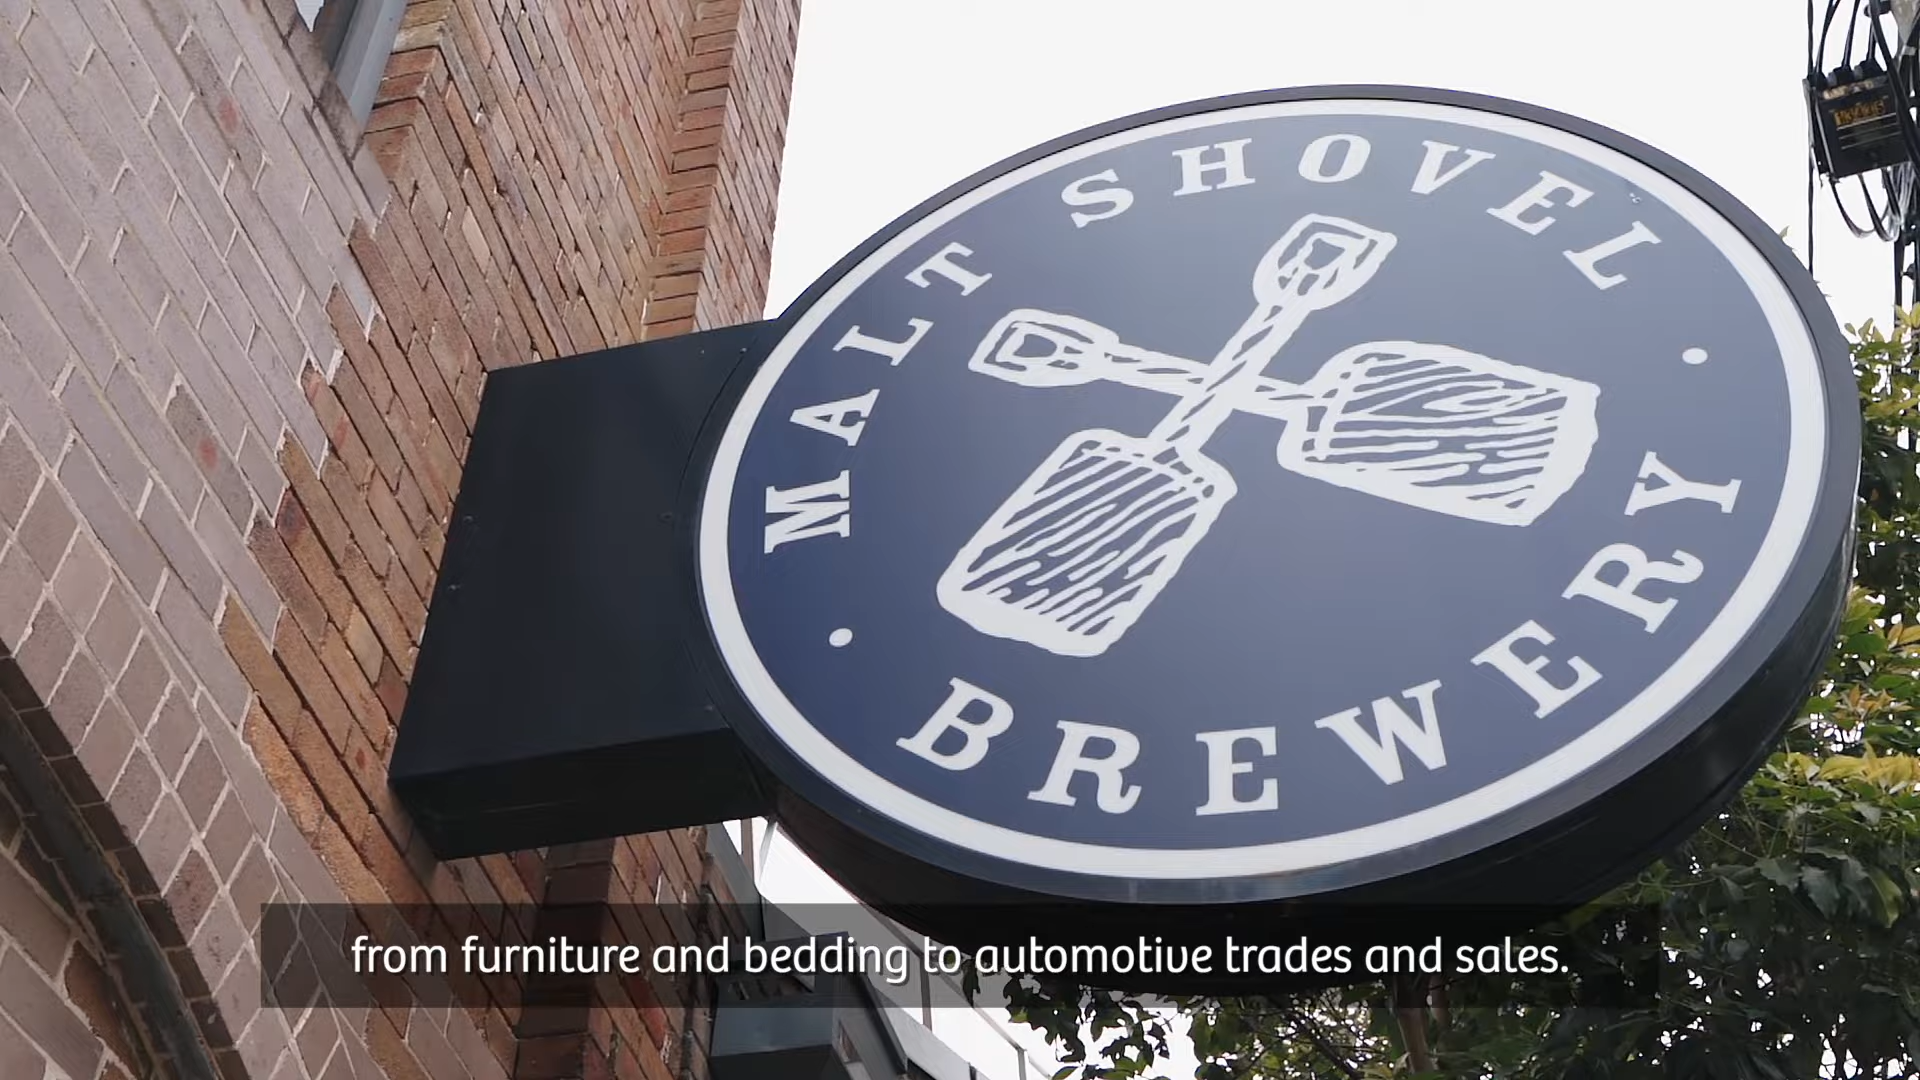 MALT SHOVEL
BREWERY
from furniture and bedding to automotive trades and sales.